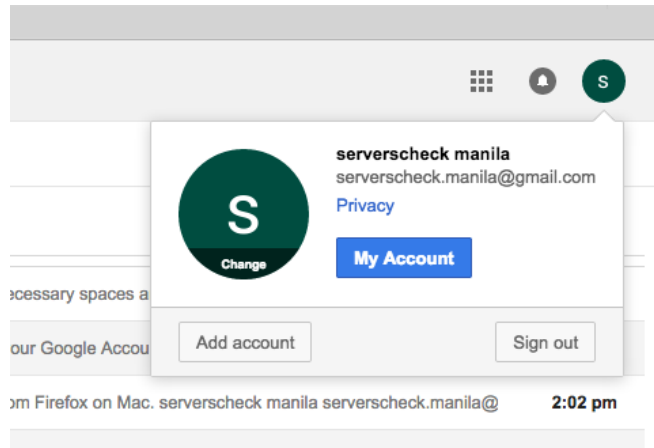 S
serverscheck manila
serverscheck.manila@gmail.com
Privacy
S
Change
My Account
ecessary spaces a
Add account
Sign out
our Google Accou
om Firefox on Mac. serverscheck manila serverscheck.manila@
2:02 pm